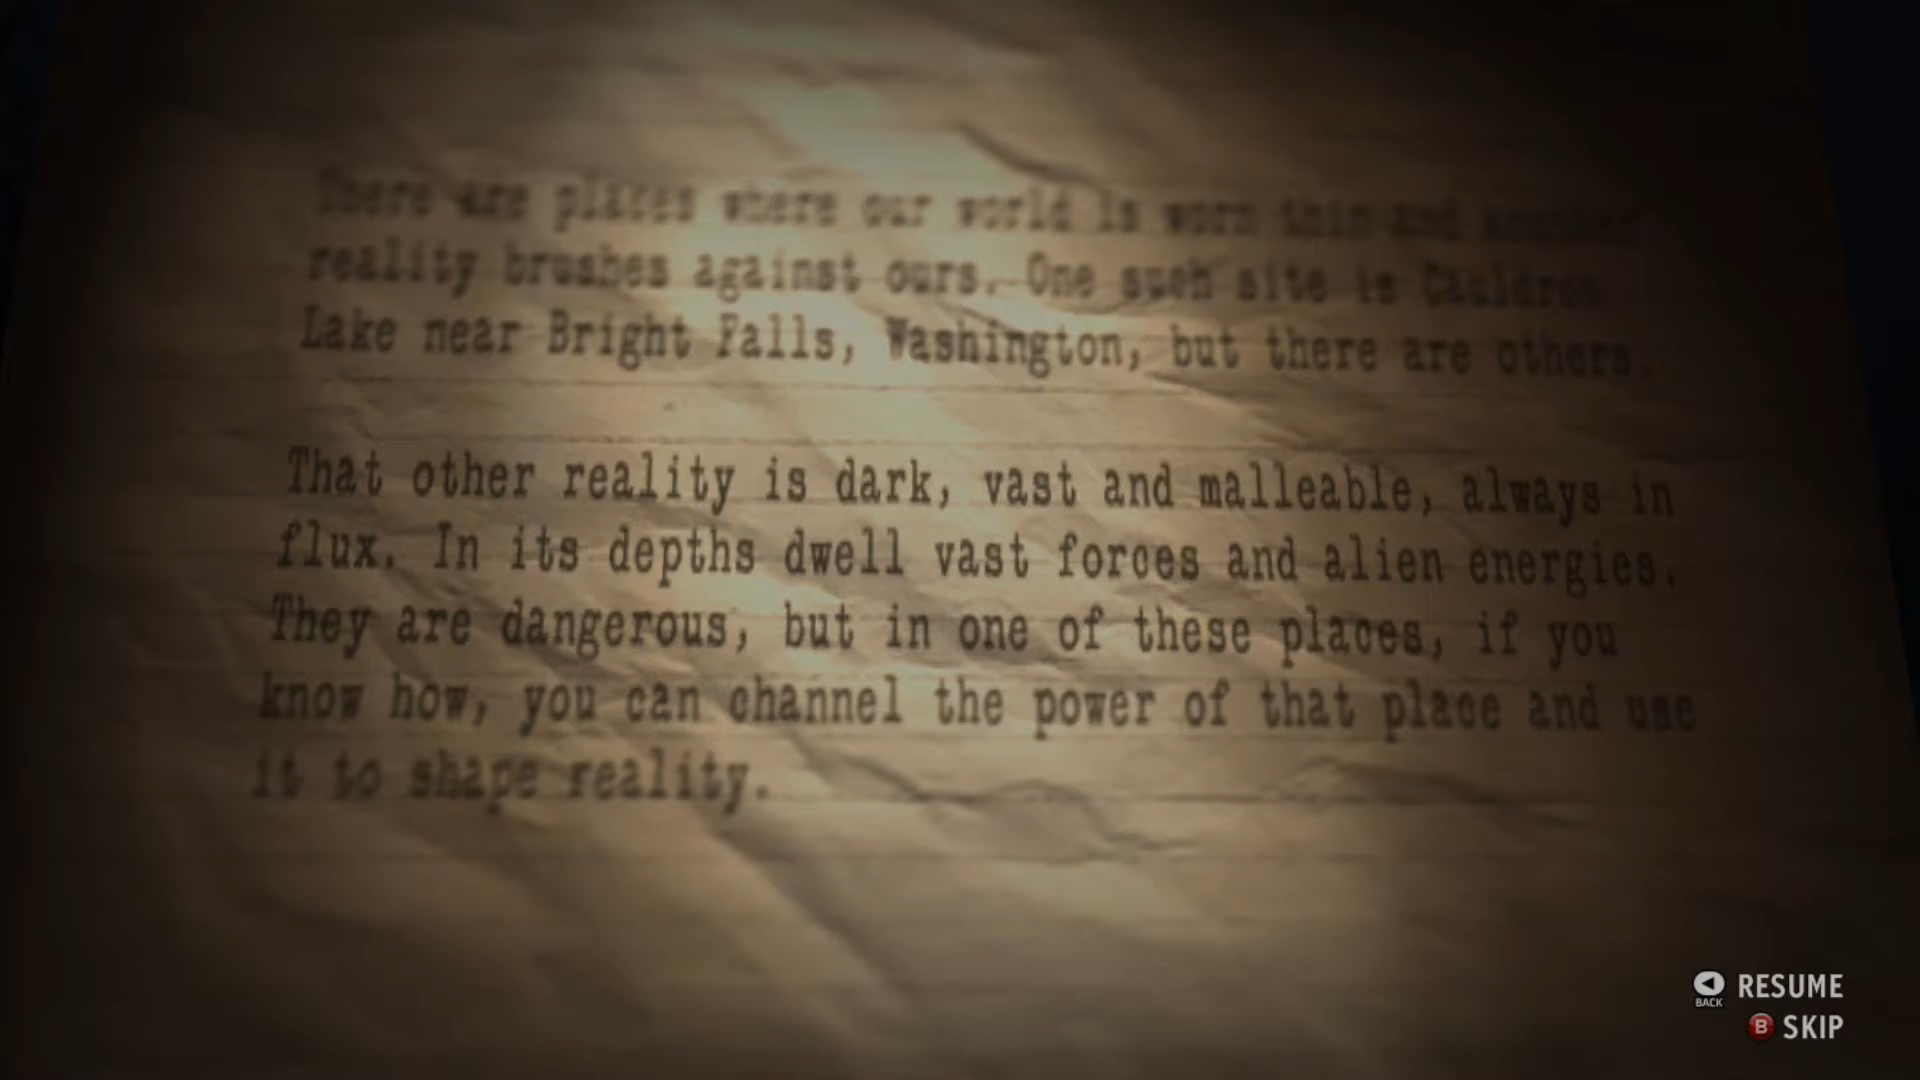 There are places where our world is worn thin and another
reality brushes against ours. One such site is Cauldron
Lake near Bright Falls, Washington, but there are others.
That other reality is dark, vast and malleable, always in
flux. In its depths dwell vast forces and alien energies.
They are dangerous, but in one of these places, if you
know how, you can channel the power of that place and use
it to shape reality.
BACK RESUME
B SKIP